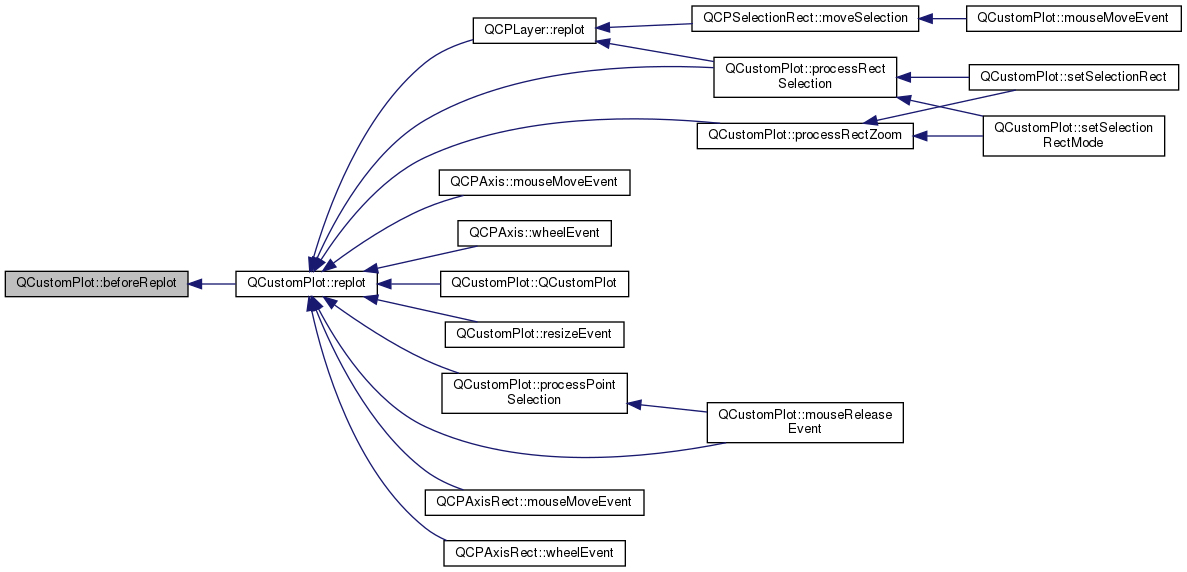 QCPLayer::replot
QCPSelectionRect::moveSelection
QCustomPlot::mouseMoveEvent
QCustomPlot::processRect
Selection
QCustomPlot::setSelectionRect
QCustomPlot::processRectZoom
QCustomPlot::setSelection
RectMode
QCPAxis::mouseMoveEvent
QCPAxis::wheelEvent
QCustomPlot::beforeReplot
QCustomPlot::replot
QCustomPlot::QCustomPlot
QCustomPlot::resizeEvent
QCustomPlot::processPoint
Selection
QCustomPlot::mouseRelease
Event
QCPAxisRect::mouseMoveEvent
QCPAxisRect::wheelEvent